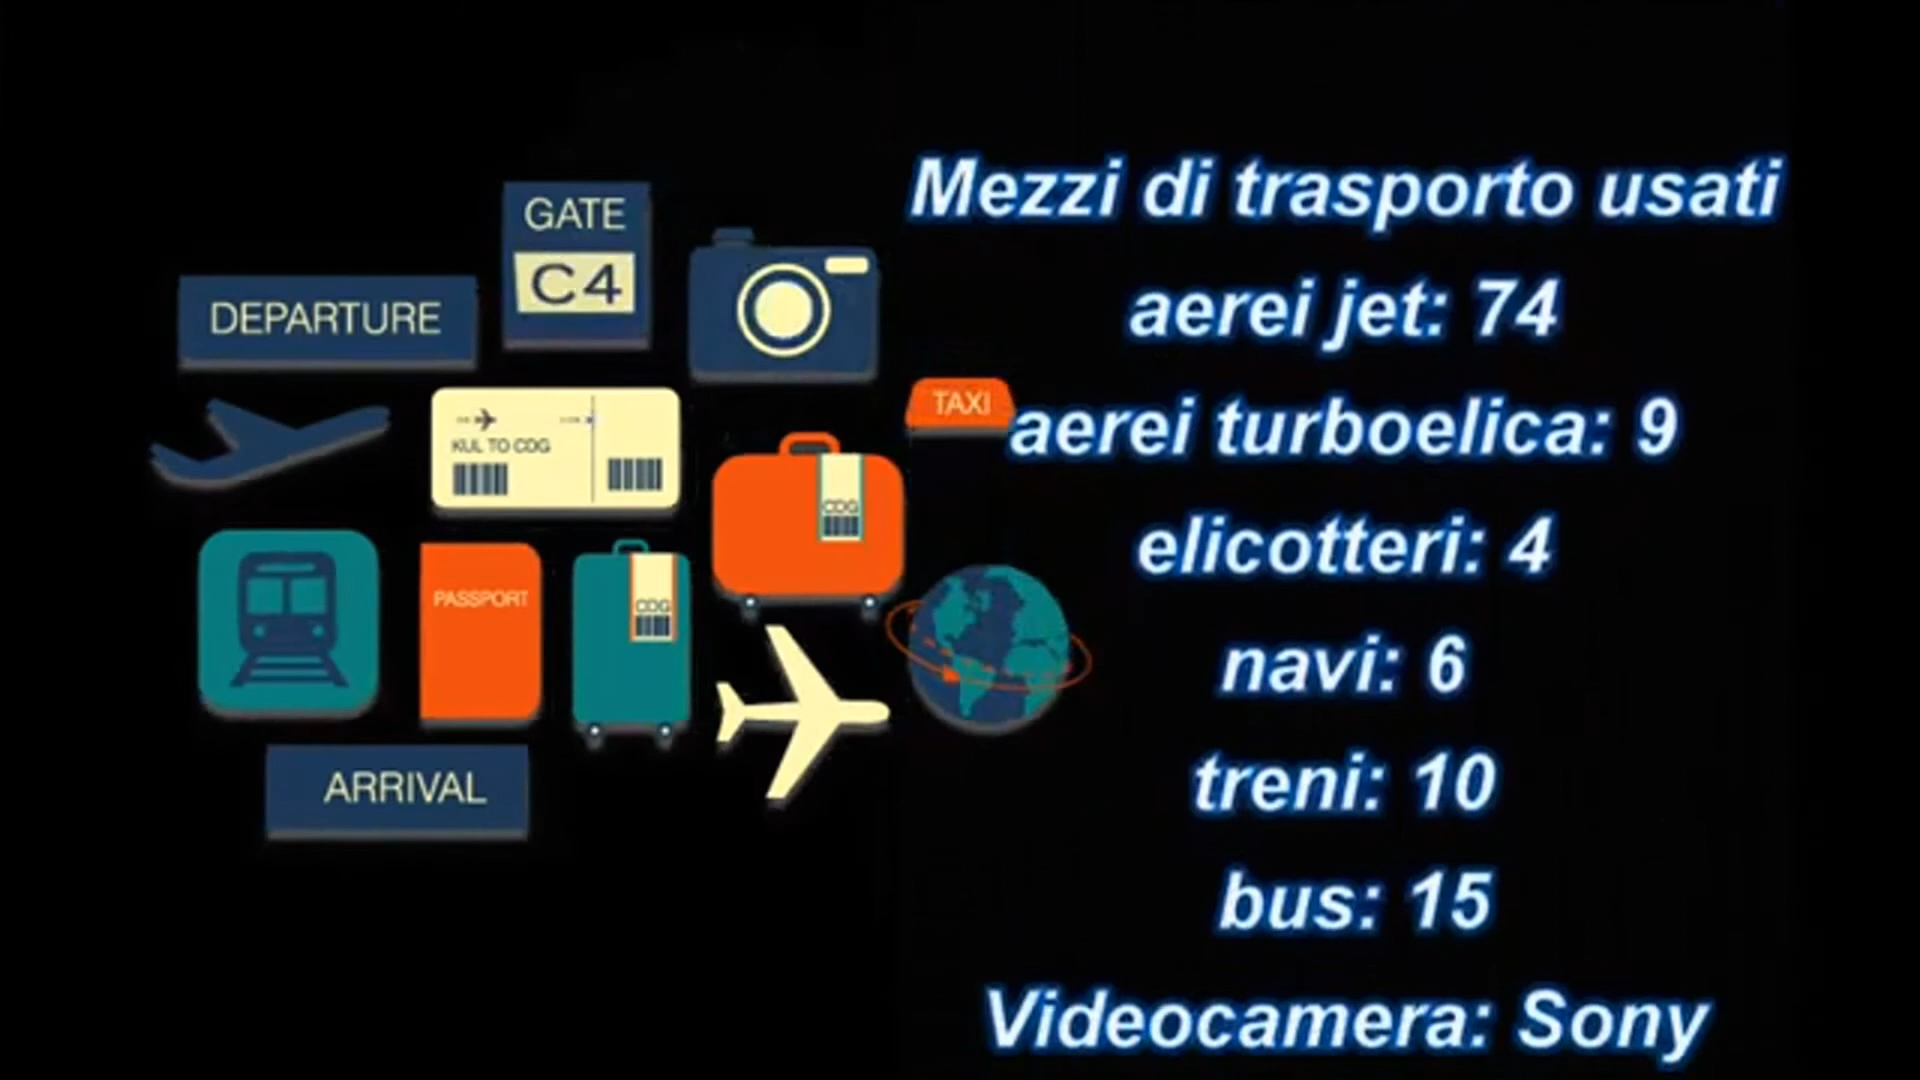 GATE
C4
DEPARTURE
KUL TO CDG
TAXI
CDG
PASSPORT
CDG
ARRIVAL
Mezzi di trasporto usati
aerei jet: 74
aerei turboelica: 9
elicotteri: 4
navi: 6
treni: 10
bus: 15
Videocamera: Sony